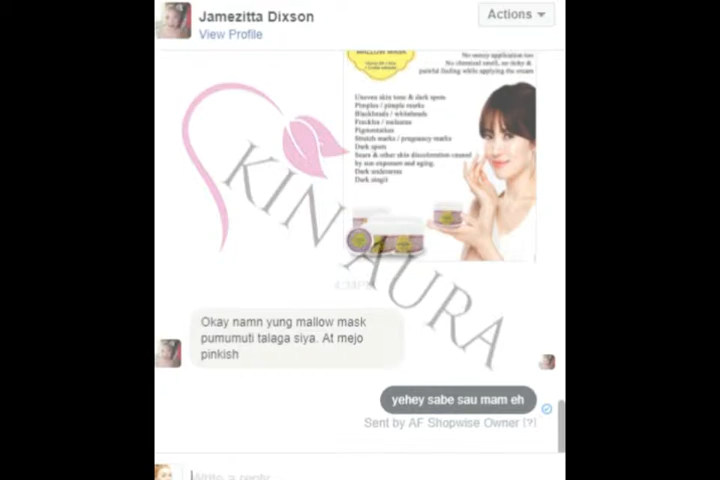 Jamezitta Dixson
Actions
View Profile
MALLOW MASK
No messy application too
No chemical smell, no itchy &
painful feeling while applying the cream
Uneven skin tone & dark spots
Pimples / pimple marks
Blackheads / whiteheads
Freckles / melasma
Pigmentation
Stretch marks / pregnancy marks
Dark spots
Scars & other skin discoloration caused
by sun exposure and aging.
Dark underarms
Dark singit
KIN AURA
Okay namn yung mallow mask
pumumuti talaga siya. At mejo
pinkish
yehey sabe sau mam eh
Sent by AF Shopwise Owner [?]
Write a reply